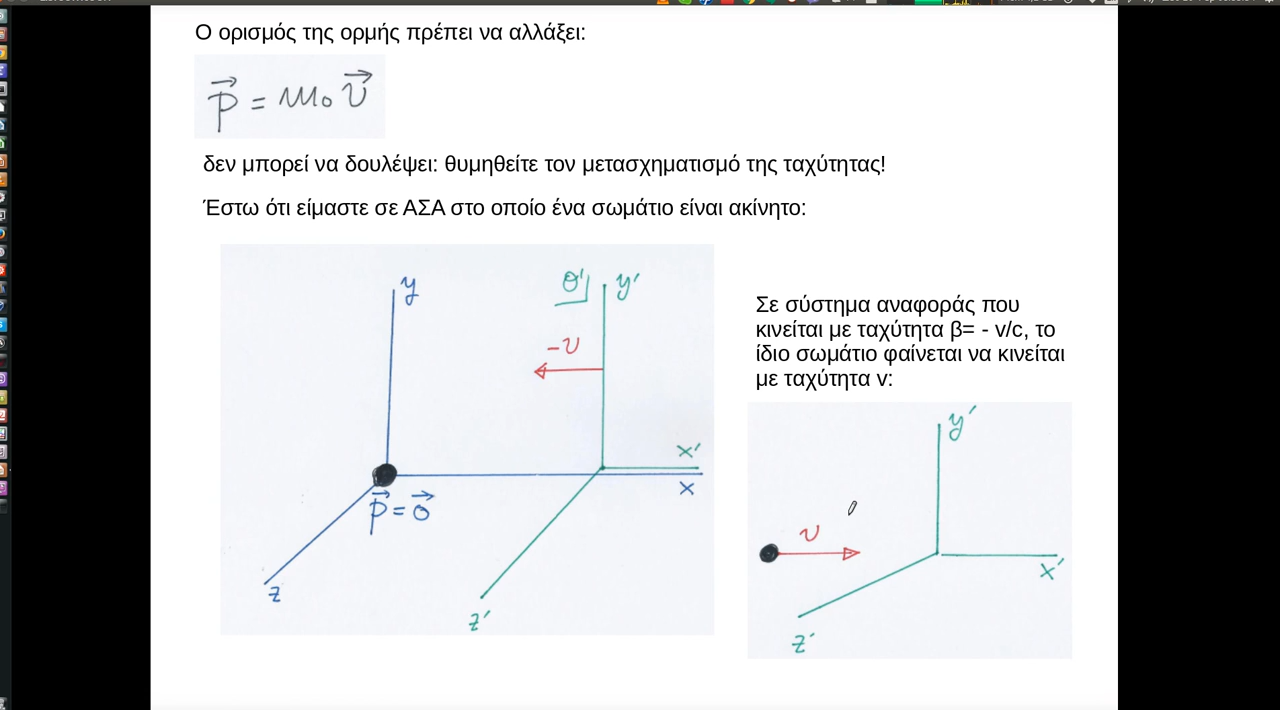 Ο ορισμός της ορμής πρέπει να αλλάξει:
p = m₀ v
δεν μπορεί να δουλέψει: θυμηθείτε τον μετασχηματισμό της ταχύτητας!
Έστω ότι είμαστε σε ΑΣΑ στο οποίο ένα σωμάτιο είναι ακίνητο:
y
Θ'
y'
-v
x'
x
p = 0
z
z'
Σε σύστημα αναφοράς που
κινείται με ταχύτητα β= - v/c, το
ίδιο σωμάτιο φαίνεται να κινείται
με ταχύτητα v:
y'
v
x'
z'